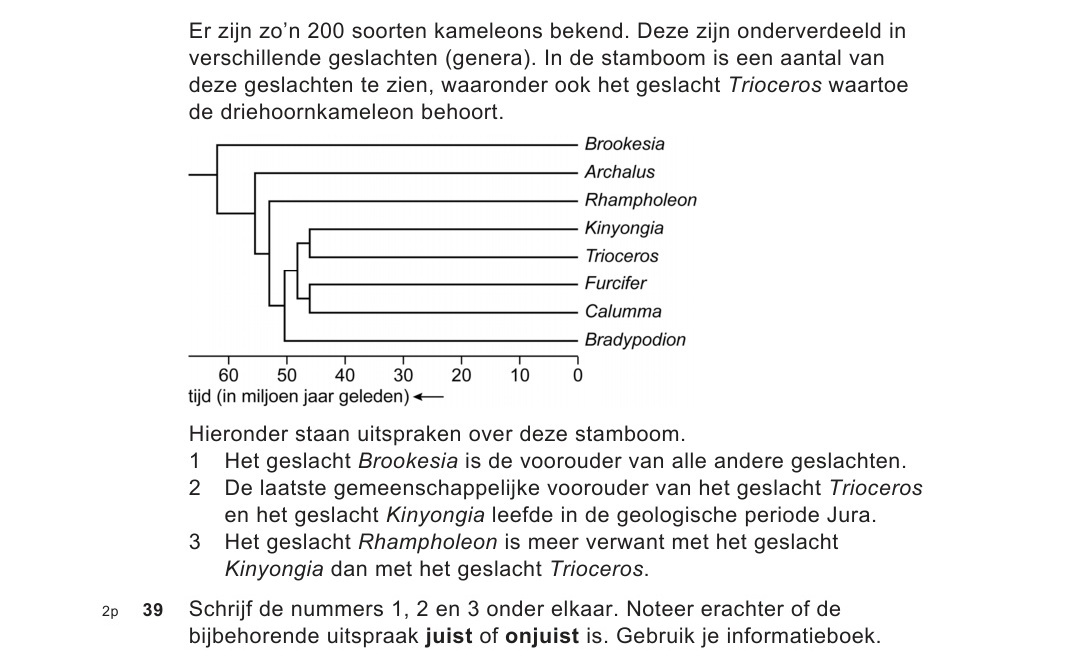 Er zijn zo’n 200 soorten kameleons bekend. Deze zijn onderverdeeld in
verschillende geslachten (genera). In de stamboom is een aantal van
deze geslachten te zien, waaronder ook het geslacht Trioceros waartoe
de driehoornkameleon behoort.
Brookesia
Archalus
Rhampholeon
Kinyongia
Trioceros
Furcifer
Calumma
Bradypodion
60 50 40 30 20 10 0
tijd (in miljoen jaar geleden) ←
Hieronder staan uitspraken over deze stamboom.
1 Het geslacht Brookesia is de voorouder van alle andere geslachten.
2 De laatste gemeenschappelijke voorouder van het geslacht Trioceros
en het geslacht Kinyongia leefde in de geologische periode Jura.
3 Het geslacht Rhampholeon is meer verwant met het geslacht
Kinyongia dan met het geslacht Trioceros.
2p 39 Schrijf de nummers 1, 2 en 3 onder elkaar. Noteer erachter of de
bijbehorende uitspraak juist of onjuist is. Gebruik je informatieboek.